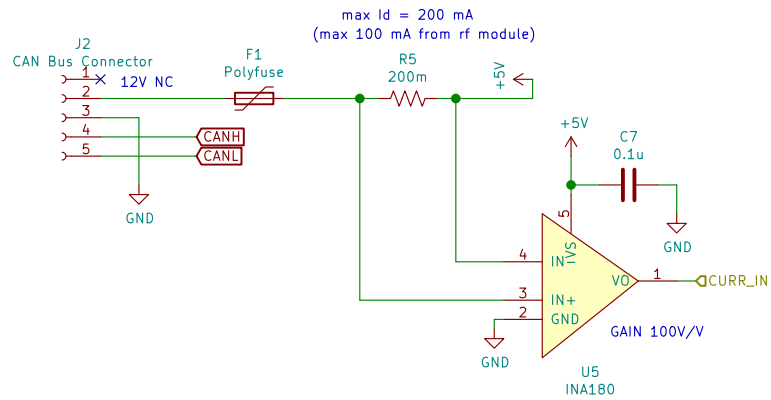 max Id = 200 mA
(max 100 mA from rf module)
J2
CAN Bus Connector
1
12V NC
2
3
4
5
CANH
CANL
GND
F1
Polyfuse
R5
200m
+5V
+5V
C7
0.1u
GND
5
VS
4
IN-
3
IN+
2
GND
VO
1
CURR_IN
GND
GAIN 100V/V
U5
INA180